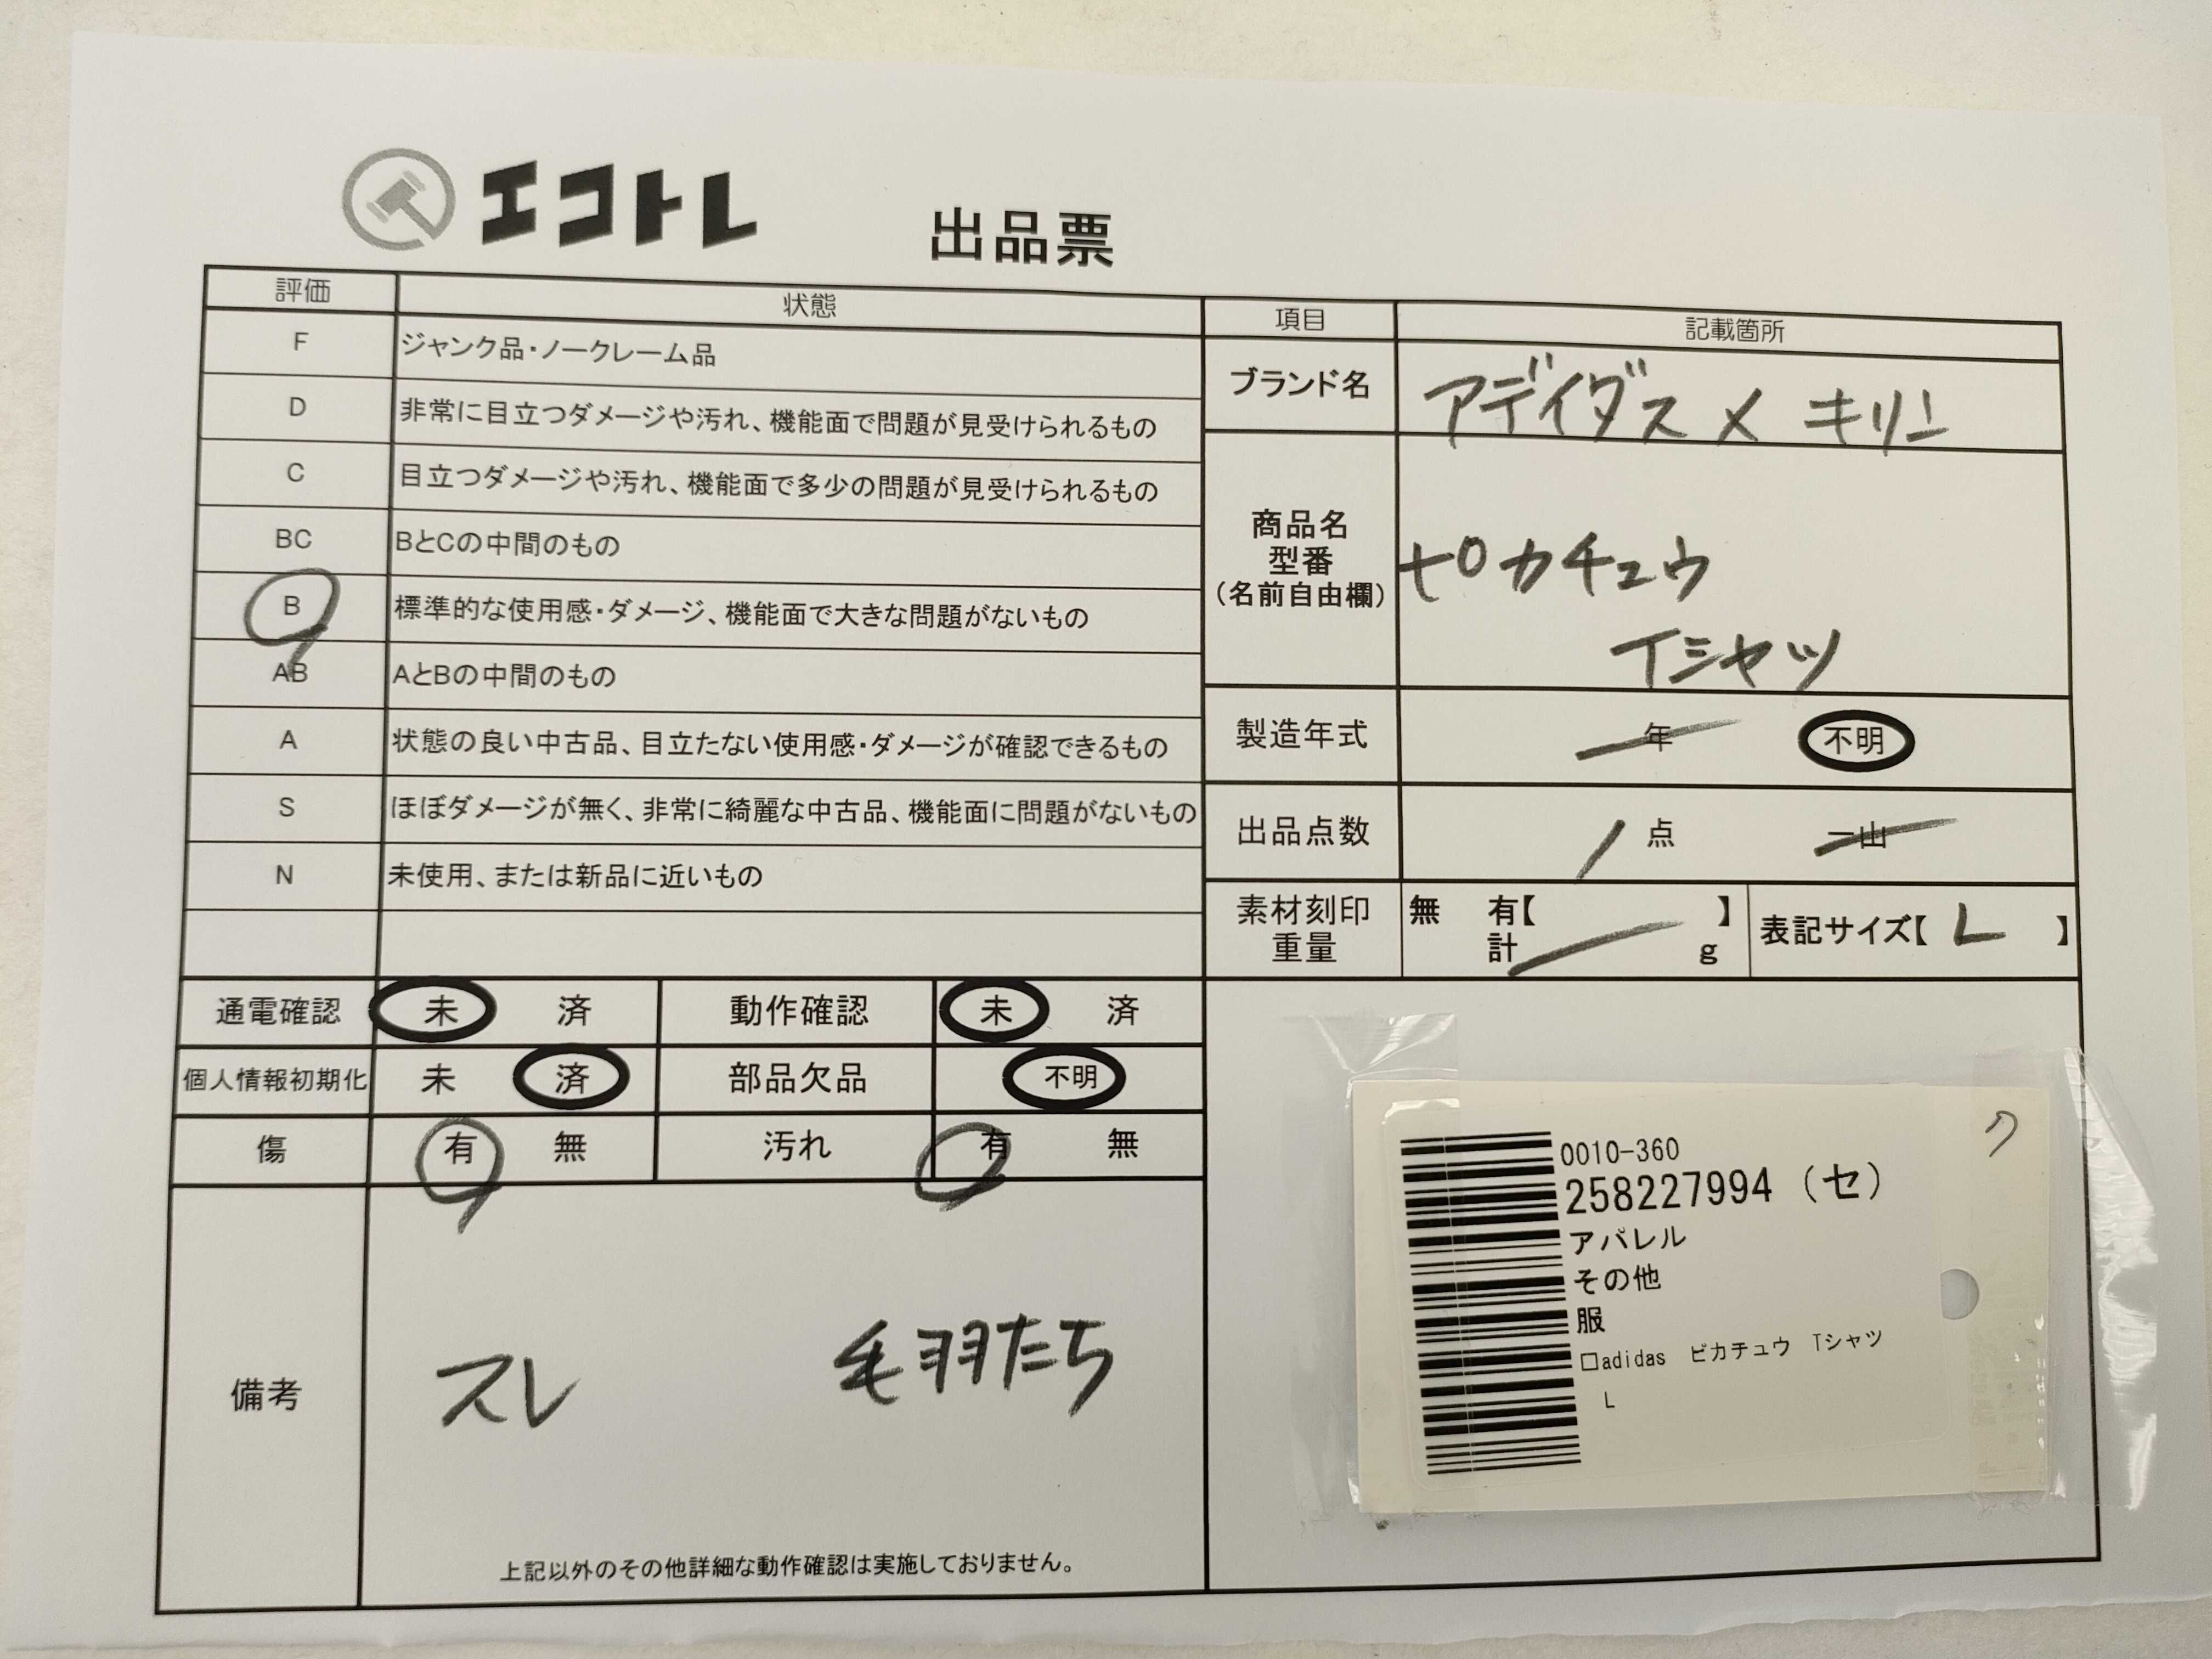 エコトレ
出品票
評価 状態
F ジャンク品・ノークレーム品
D 非常に目立つダメージや汚れ、機能面で問題が見受けられるもの
C 目立つダメージや汚れ、機能面で多少の問題が見受けられるもの
BC BとCの中間のもの
B 標準的な使用感・ダメージ、機能面で大きな問題がないもの
AB AとBの中間のもの
A 状態の良い中古品、目立たない使用感・ダメージが確認できるもの
S ほぼダメージが無く、非常に綺麗な中古品、機能面に問題がないもの
N 未使用、または新品に近いもの
通電確認 未 済 動作確認 未 済
個人情報初期化 未 済 部品欠品 不明
傷 有 無 汚れ 有 無
備考
スレ 毛羽たち
上記以外のその他詳細な動作確認は実施しておりません。
項目 記載箇所
ブランド名 アディダス × キリン
商品名
型番
(名前自由欄)
ピカチュウ
Tシャツ
製造年式 年 不明
出品点数 1 点 一山
素材刻印
重量
無 有【 】
計 g
表記サイズ【 L 】
0010-360
258227994 (セ)
アパレル
その他
服
□adidas ピカチュウ Tシャツ
L
ク